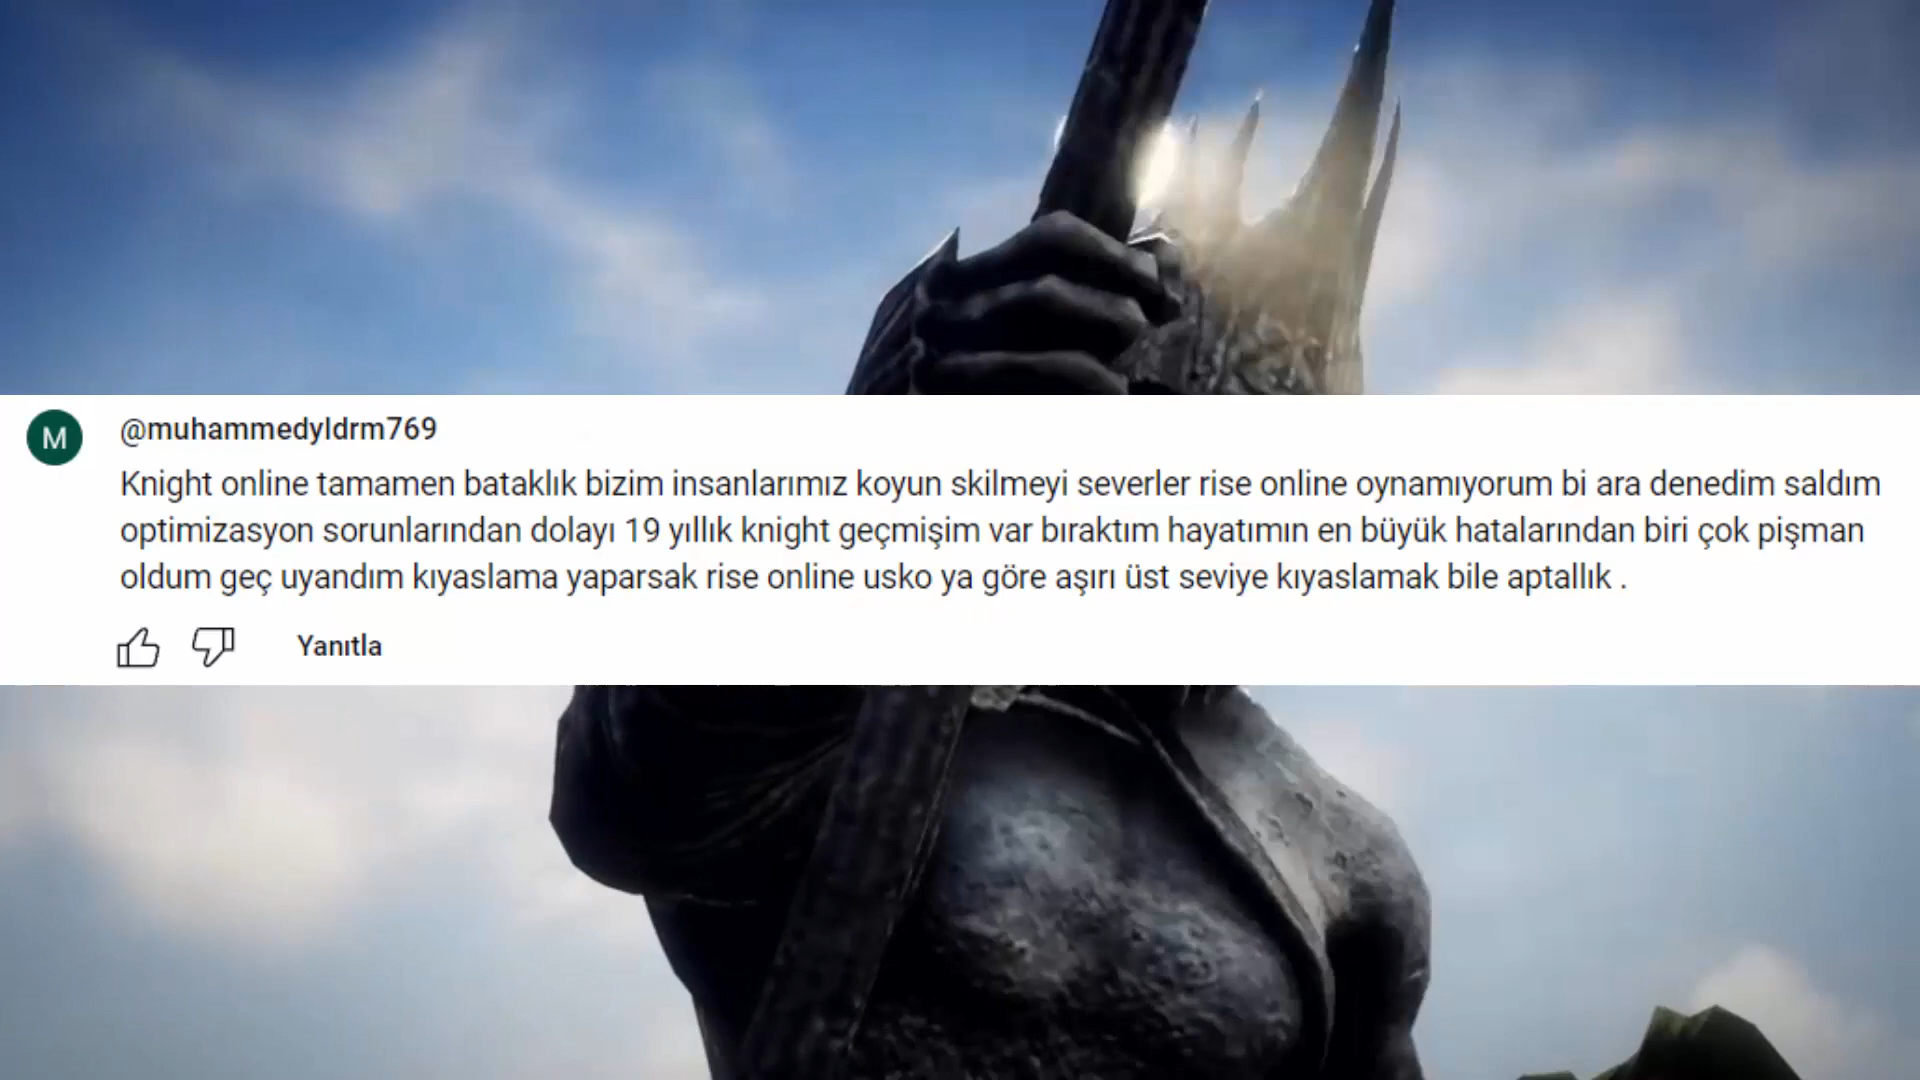 M
@muhammedyldrm769
Knight online tamamen bataklık bizim insanlarımız koyun skilmeyi severler rise online oynamıyorum bi ara denedim saldım
optimizasyon sorunlarından dolayı 19 yıllık knight geçmişim var bıraktım hayatımın en büyük hatalarından biri çok pişman
oldum geç uyandım kıyaslama yaparsak rise online usko ya göre aşırı üst seviye kıyaslamak bile aptallık .
Yanıtla